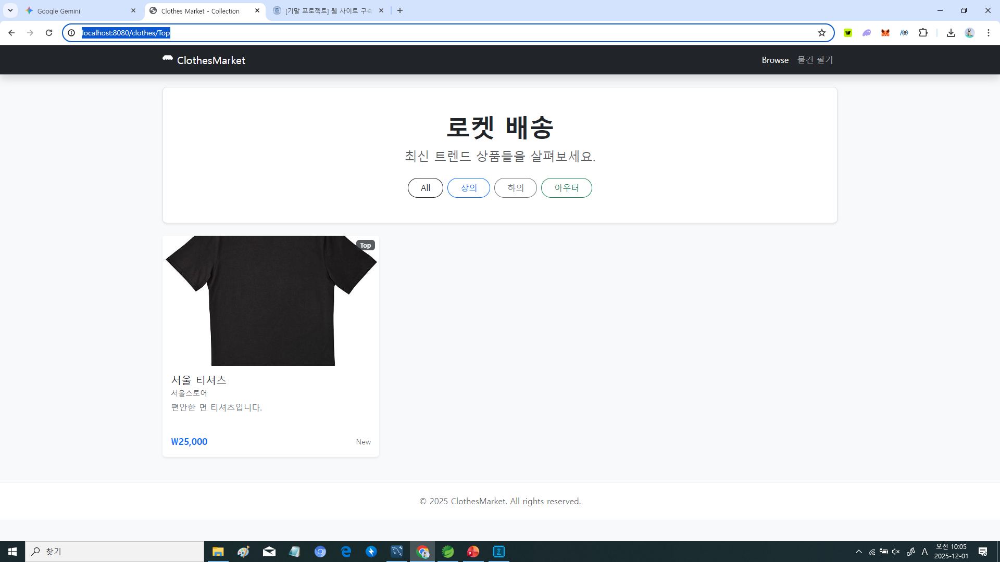 Google Gemini
Clothes Market - Collection
[기말 프로젝트] 웹 사이트 구축
localhost:8080/clothes/Top
ClothesMarket
Browse 물건 팔기
로켓 배송
최신 트렌드 상품들을 살펴보세요.
All 상의 하의 아우터
Top
서울 티셔츠
서울스토어
편안한 면 티셔츠입니다.
₩25,000 New
© 2025 ClothesMarket. All rights reserved.
찾기
A
오전 10:05
2025-12-01